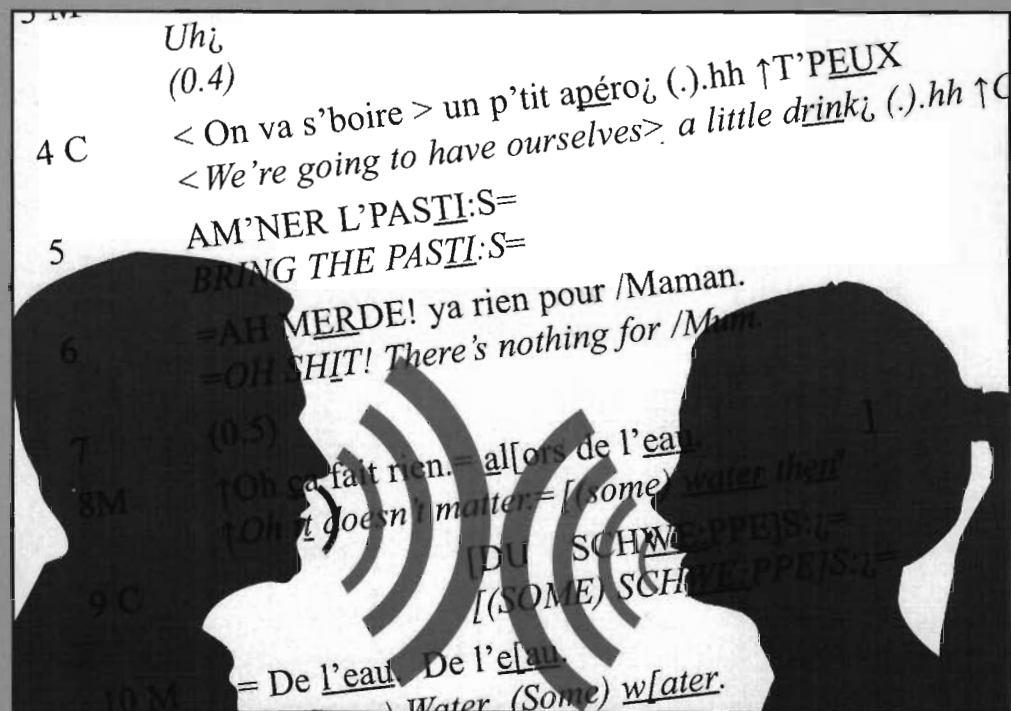 3 M
Uh¿
(0.4)
4 C < On va s'boire > un p'tit apéro¿ (.).hh ↑T'PEUX
<We're going to have ourselves> a little drink¿ (.).hh ↑C
5 AM'NER L'PASTI:S=
BRING THE PASTI:S=
6 =AH MERDE! ya rien pour /Maman.
=OH SHIT! There's nothing for /Mum.
7 (0.5)
8M ↑Oh ça fait rien.= al[ors de l'eau.
↑Oh it doesn't matter.= [(some) water then"
9 C [DU SCHWE:PPE]S:¿=
[(SOME) SCHWE:PPE]S:¿=
10 M = De l'eau. De l'e[au.
) Water. (Some) w[ater.